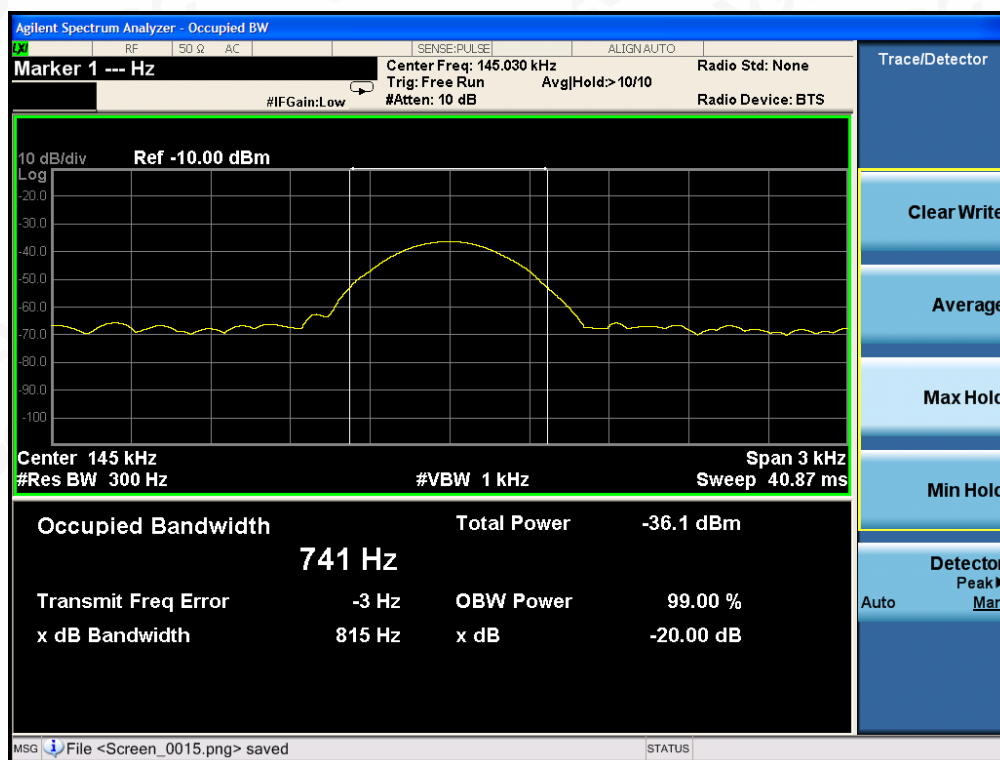 Agilent Spectrum Analyzer - Occupied BW
LXI RF 50 Ω AC SENSE:PULSE ALIGN AUTO
Marker 1 --- Hz
#IFGain:Low
Center Freq: 145.030 kHz
Trig: Free Run Avg|Hold:> 10/10
#Atten: 10 dB
Radio Std: None
Radio Device: BTS
10 dB/div Ref -10.00 dBm
Log
-20.0
-30.0
-40.0
-50.0
-60.0
-70.0
-80.0
-90.0
-100
Center 145 kHz Span 3 kHz
#Res BW 300 Hz #VBW 1 kHz Sweep 40.87 ms
Occupied Bandwidth Total Power -36.1 dBm
741 Hz
Transmit Freq Error -3 Hz OBW Power 99.00 %
x dB Bandwidth 815 Hz x dB -20.00 dB
Trace/Detector
Clear Write
Average
Max Hold
Min Hold
Detector
Peak
Auto Man
MSG File <Screen_0015.png> saved STATUS